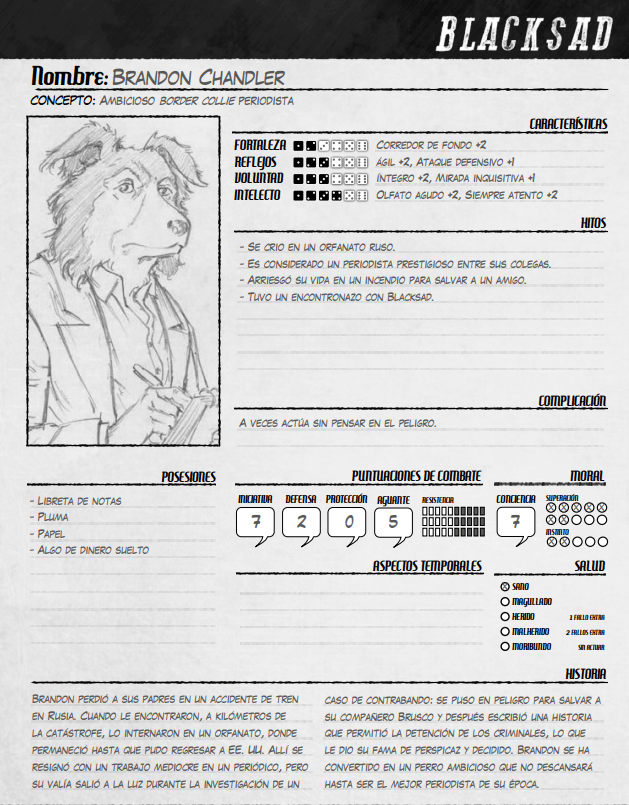 BLACKSAD
Nombre: BRANDON CHANDLER
CONCEPTO: AMBICIOSO BORDER COLLIE PERIODISTA
CARACTERÍSTICAS
FORTALEZA CORREDOR DE FONDO +2
REFLEJOS ÁGIL +2, ATAQUE DEFENSIVO +1
VOLUNTAD ÍNTEGRO +2, MIRADA INQUISITIVA +1
INTELECTO OLFATO AGUDO +2, SIEMPRE ATENTO +2
HITOS
- SE CRIO EN UN ORFANATO RUSO.
- ES CONSIDERADO UN PERIODISTA PRESTIGIOSO ENTRE SUS COLEGAS.
- ARRIESGÓ SU VIDA EN UN INCENDIO PARA SALVAR A UN AMIGO.
- TUVO UN ENCONTRONAZO CON BLACKSAD.
COMPLICACIÓN
A VECES ACTÚA SIN PENSAR EN EL PELIGRO.
POSESIONES
- LIBRETA DE NOTAS
- PLUMA
- PAPEL
- ALGO DE DINERO SUELTO
PUNTUACIONES DE COMBATE
INICIATIVA DEFENSA PROTECCIÓN AGUANTE RESISTENCIA
7 2 0 5
MORAL
CONCIENCIA SUPERACIÓN
7
INSTINTO
ASPECTOS TEMPORALES
SALUD
SANO
MAGULLADO
HERIDO 1 FALLO EXTRA
MALHERIDO 2 FALLOS EXTRA
MORIBUNDO SIN ACTUAR
HISTORIA
BRANDON PERDIÓ A SUS PADRES EN UN ACCIDENTE DE TREN
EN RUSIA. CUANDO LE ENCONTRARON, A KILÓMETROS DE
LA CATÁSTROFE, LO INTERNARON EN UN ORFANATO, DONDE
PERMANECIÓ HASTA QUE PUDO REGRESAR A EE. UU. ALLÍ SE
RESIGNÓ CON UN TRABAJO MEDIOCRE EN UN PERIÓDICO, PERO
SU VALÍA SALIÓ A LA LUZ DURANTE LA INVESTIGACIÓN DE UN
CASO DE CONTRABANDO: SE PUSO EN PELIGRO PARA SALVAR A
SU COMPAÑERO BRUSCO Y DESPUÉS ESCRIBIÓ UNA HISTORIA
QUE PERMITIÓ LA DETENCIÓN DE LOS CRIMINALES, LO QUE
LE DIO SU FAMA DE PERSPICAZ Y DECIDIDO. BRANDON SE HA
CONVERTIDO EN UN PERRO AMBICIOSO QUE NO DESCANSARÁ
HASTA SER EL MEJOR PERIODISTA DE SU ÉPOCA.